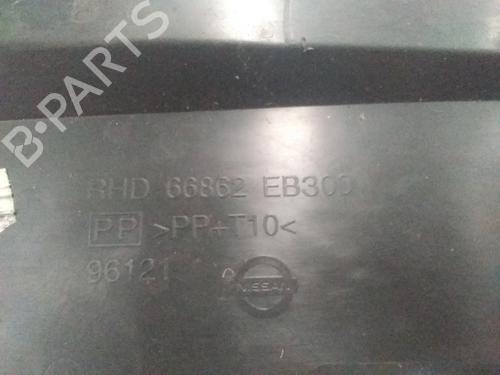 B-PARTS
RHD 66862 EB300
PP >PP+T10<
96121
NISSAN